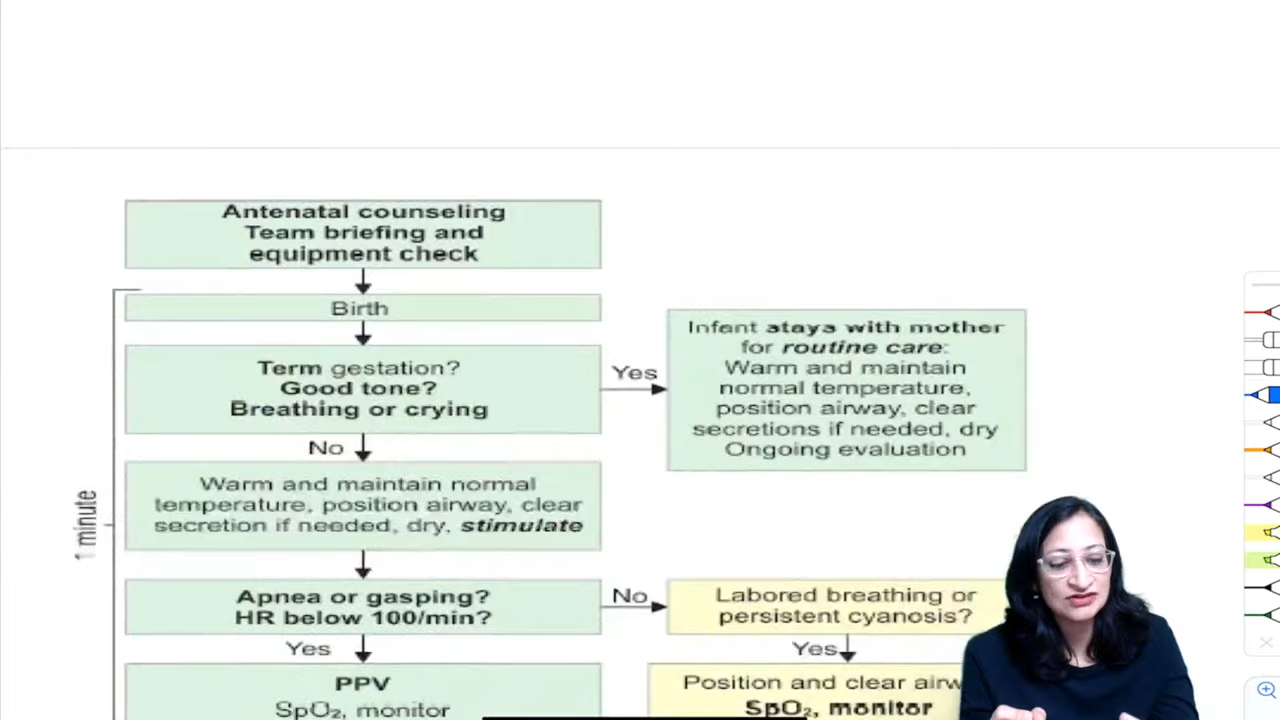 Antenatal counseling
Team briefing and
equipment check
Birth
Term gestation?
Good tone?
Breathing or crying
Yes
Infant stays with mother
for routine care:
Warm and maintain
normal temperature,
position airway, clear
secretions if needed, dry
Ongoing evaluation
No
Warm and maintain normal
temperature, position airway, clear
secretion if needed, dry, stimulate
1 minute
Apnea or gasping?
HR below 100/min?
No
Labored breathing or
persistent cyanosis?
Yes
Yes
PPV
SpO₂, monitor
Position and clear
SpO₂, monitor